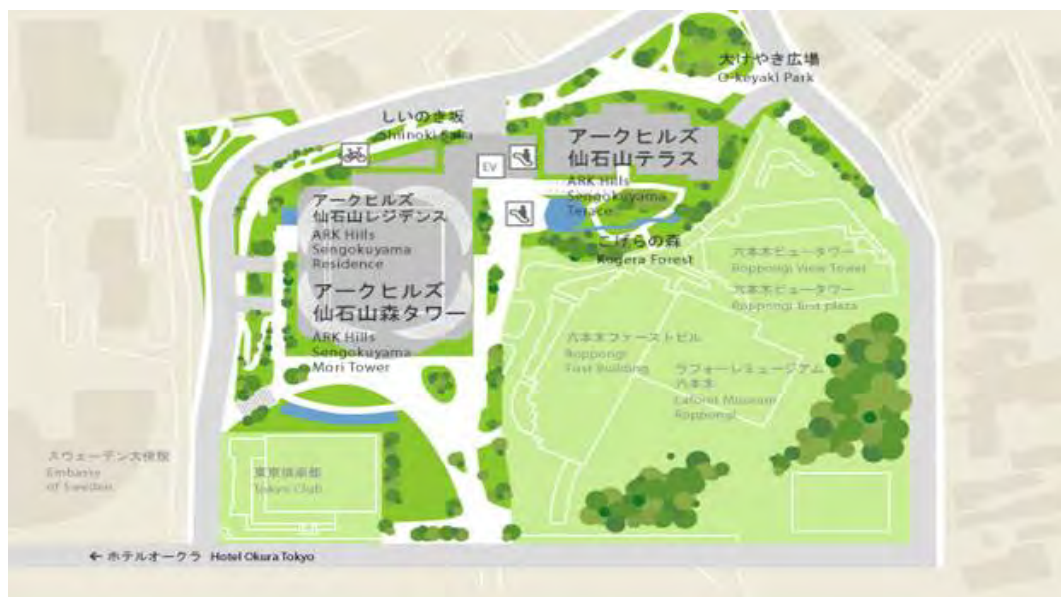 大けやき広場
O-keyaki Park
しいのき坂
Shiinoki Saka
アークヒルズ
仙石山テラス
ARK Hills
Sengokuyama
Terace
EV
アークヒルズ
仙石山レジデンス
ARK Hills
Sengokuyama
Residence
こげらの森
Kogera Forest
アークヒルズ
仙石山森タワー
ARK Hills
Sengokuyama
Mori Tower
六本木ビュータワー
Roppongi View Tower
六本木ビュータワー
Roppongi first plaza
六本木ファーストビル
Roppongi
First Building
ラフォーレミュージアム
六本木
Laforet Museum
Roppongi
スウェーデン大使館
Embasse
of Sweden
東京倶楽部
Tokyo Club
← ホテルオークラ Hotel Okura Tokyo